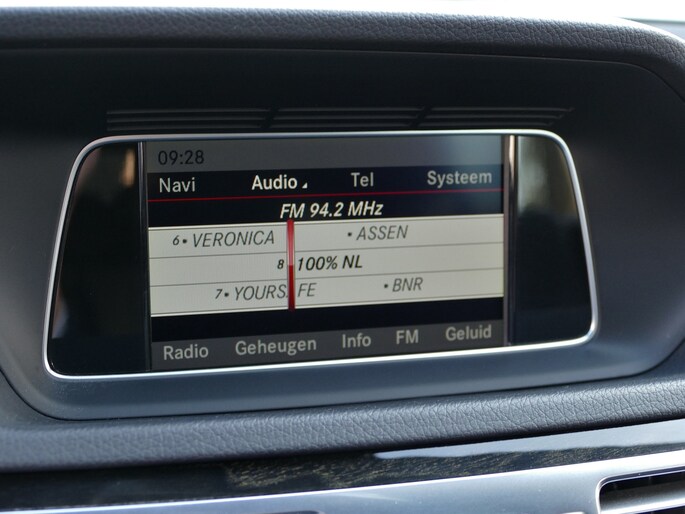 09:28
Navi Audio Tel Systeem
FM 94.2 MHz
6 • VERONICA • ASSEN
8 100% NL
7 • YOURS FE • BNR
Radio Geheugen Info FM Geluid